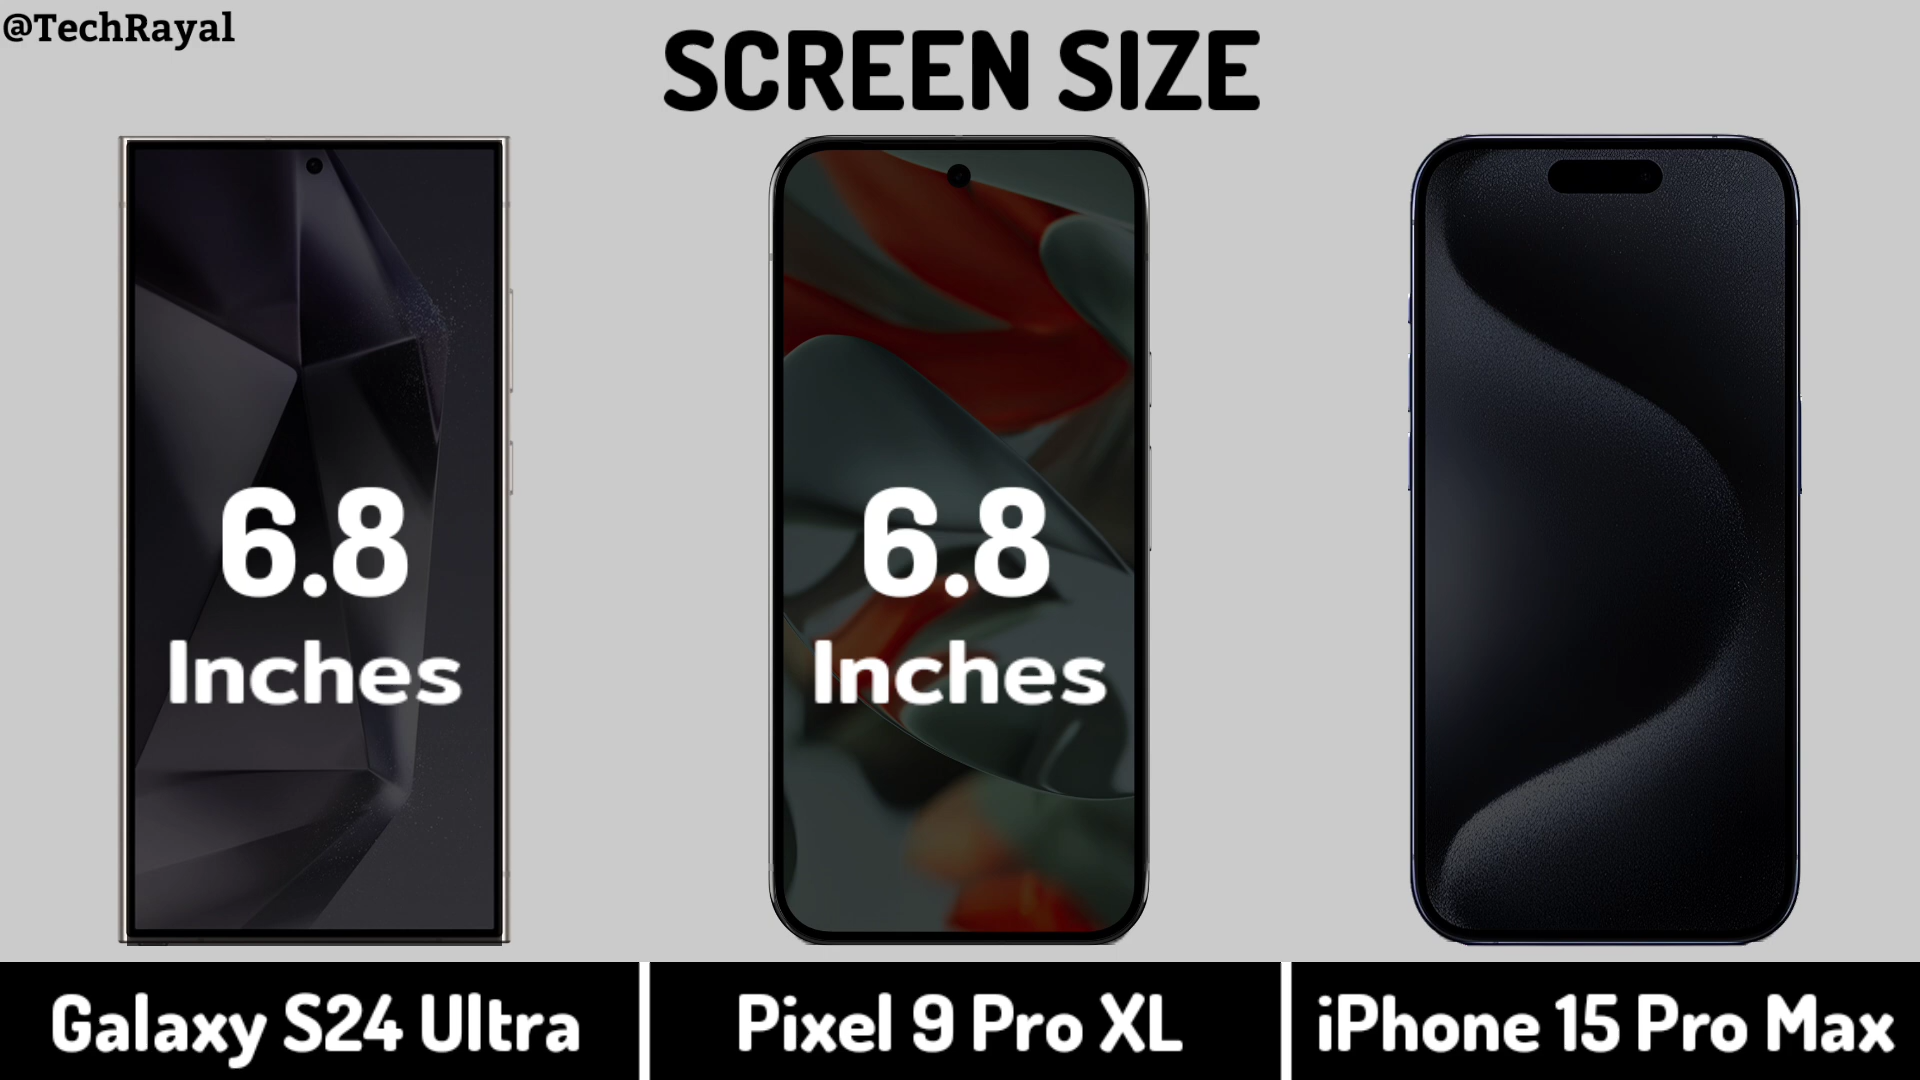 @TechRayal
SCREEN SIZE
6.8
Inches
6.8
Inches
Galaxy S24 Ultra
Pixel 9 Pro XL
iPhone 15 Pro Max